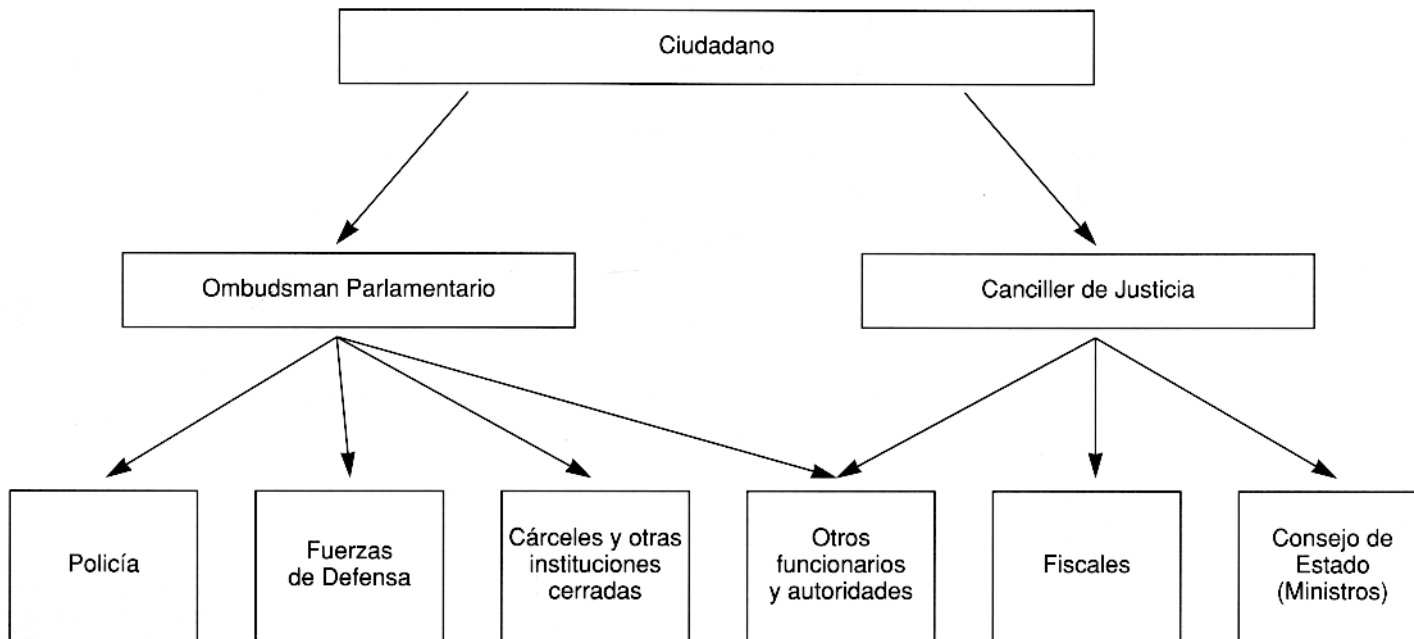 Ciudadano
Ombudsman Parlamentario
Canciller de Justicia
Policía
Fuerzas
de Defensa
Cárceles y otras
instituciones
cerradas
Otros
funcionarios
y autoridades
Fiscales
Consejo de
Estado
(Ministros)